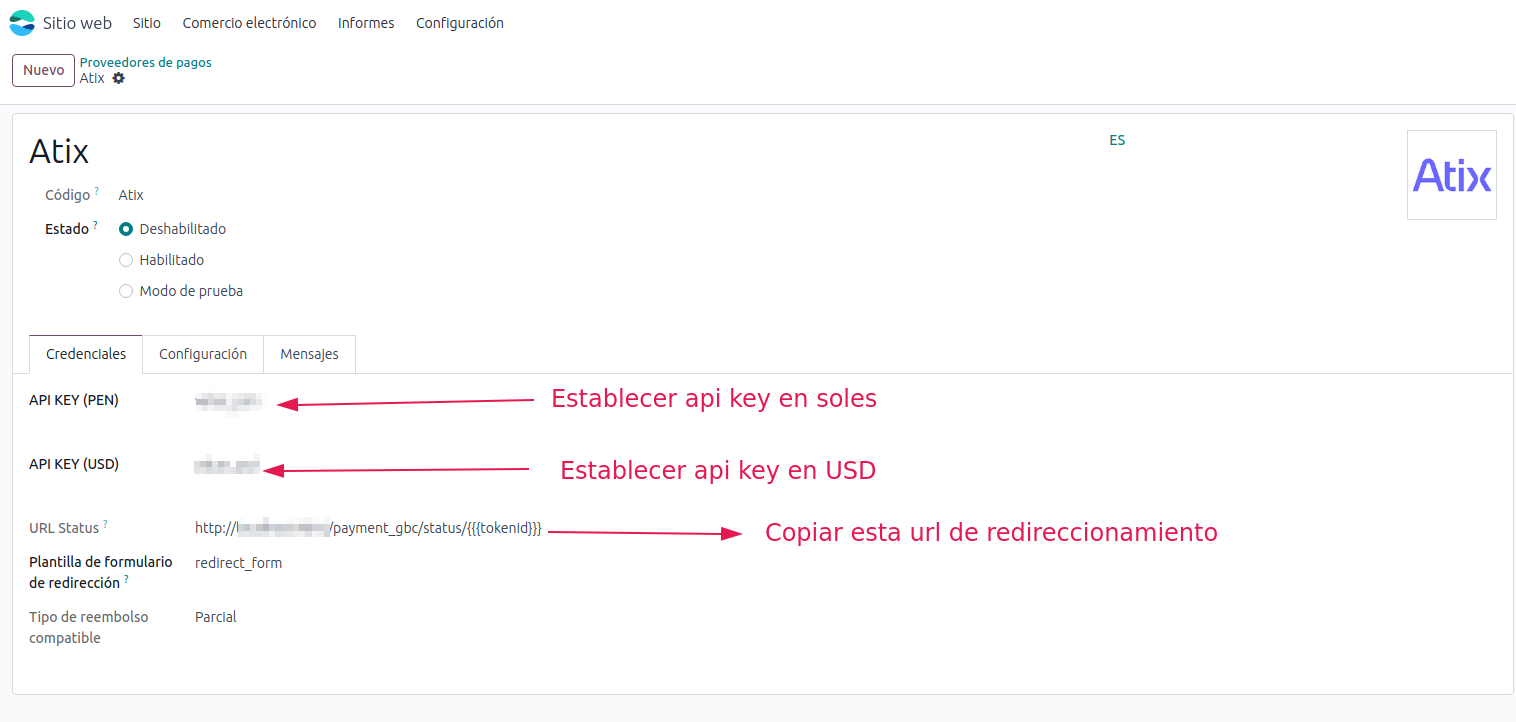 Sitio web Sitio Comercio electrónico Informes Configuración
Nuevo
Proveedores de pagos
Atix
Atix
ES
Atix
Código ? Atix
Estado ? Deshabilitado
Habilitado
Modo de prueba
Credenciales Configuración Mensajes
API KEY (PEN)
Establecer api key en soles
API KEY (USD)
Establecer api key en USD
URL Status ? http:// /payment_gbc/status/{{{tokenId}}}
Copiar esta url de redireccionamiento
Plantilla de formulario
de redirección ?
redirect_form
Tipo de reembolso
compatible
Parcial